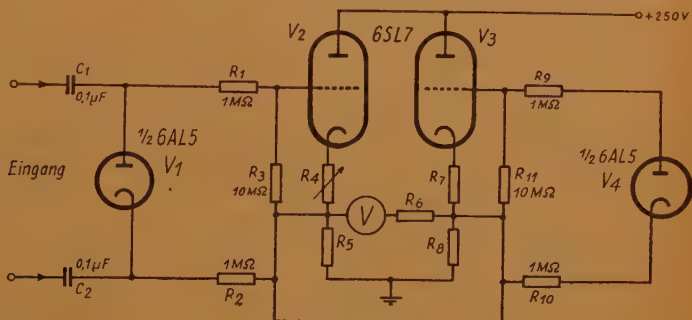 +250V
V2
6SL7
V3
C1
0,1µF
R1
1MΩ
R9
1MΩ
½ 6AL5
V1
Eingang
R3
10MΩ
R4
R7
R11
10MΩ
½ 6AL5
V4
V
R6
R5
R8
0,1µF
C2
1MΩ
R2
1MΩ
R10